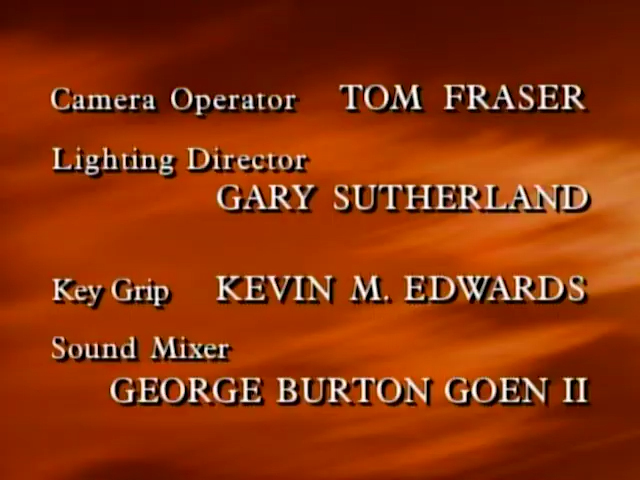 Camera Operator TOM FRASER
Lighting Director
GARY SUTHERLAND
Key Grip KEVIN M. EDWARDS
Sound Mixer
GEORGE BURTON GOEN II